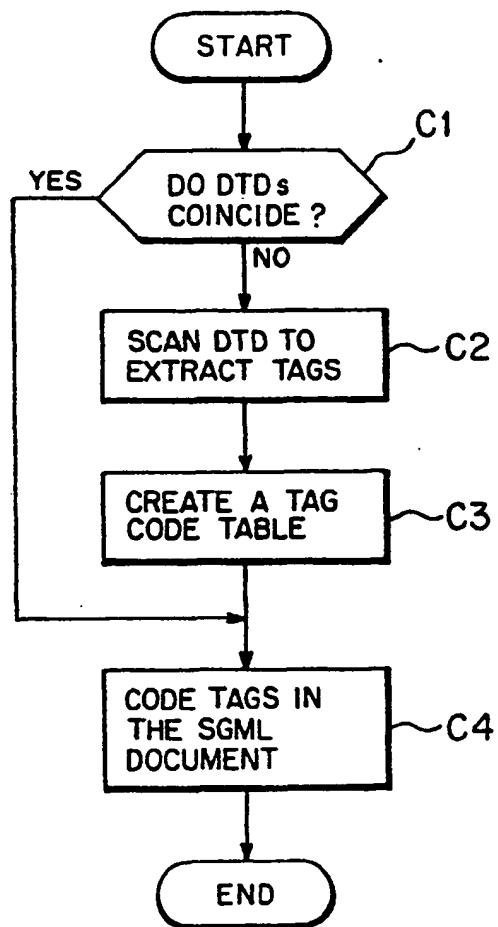 START
C1
YES
DO DTDs
COINCIDE ?
NO
SCAN DTD TO
EXTRACT TAGS
C2
CREATE A TAG
CODE TABLE
C3
CODE TAGS IN
THE SGML
DOCUMENT
C4
END